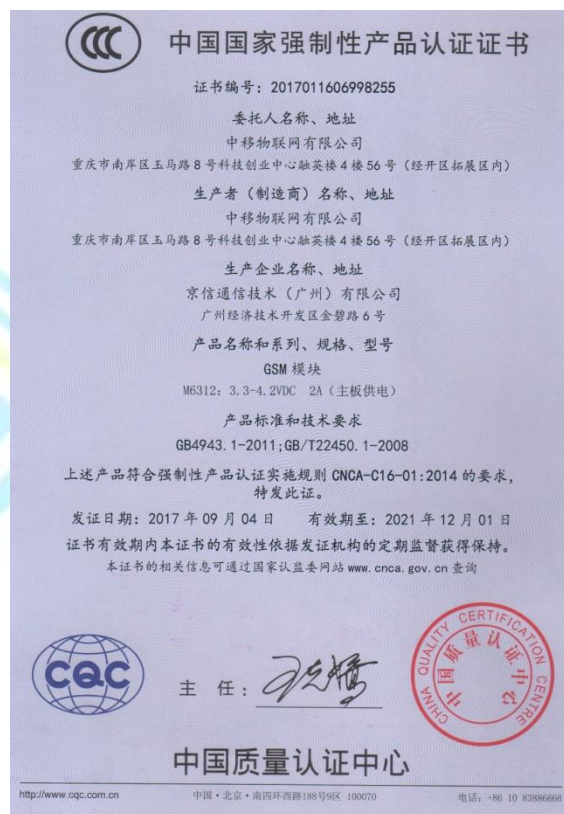 CCC
中国国家强制性产品认证证书
证书编号：2017011606998255
委托人名称、地址
中移物联网有限公司
重庆市南岸区玉马路8号科技创业中心融英楼4楼56号（经开区拓展区内）
生产者（制造商）名称、地址
中移物联网有限公司
重庆市南岸区玉马路8号科技创业中心融英楼4楼56号（经开区拓展区内）
生产企业名称、地址
京信通信技术（广州）有限公司
广州经济技术开发区金碧路6号
产品名称和系列、规格、型号
GSM 模块
M6312：3.3-4.2VDC 2A（主板供电）
产品标准和技术要求
GB4943.1-2011;GB/T22450.1-2008
上述产品符合强制性产品认证实施规则 CNCA-C16-01:2014 的要求，
特发此证。
发证日期：2017年09月04日 有效期至：2021年12月01日
证书有效期内本证书的有效性依据发证机构的定期监督获得保持。
本证书的相关信息可通过国家认监委网站 www.cnca.gov.cn 查询
CQC
主 任：
CHINA QUALITY CERTIFICATION CENTRE
中国质量认证中心
中国质量认证中心
http://www.cqc.com.cn 中国·北京·南四环西路188号9区 100070 电话：+86 10 83886666